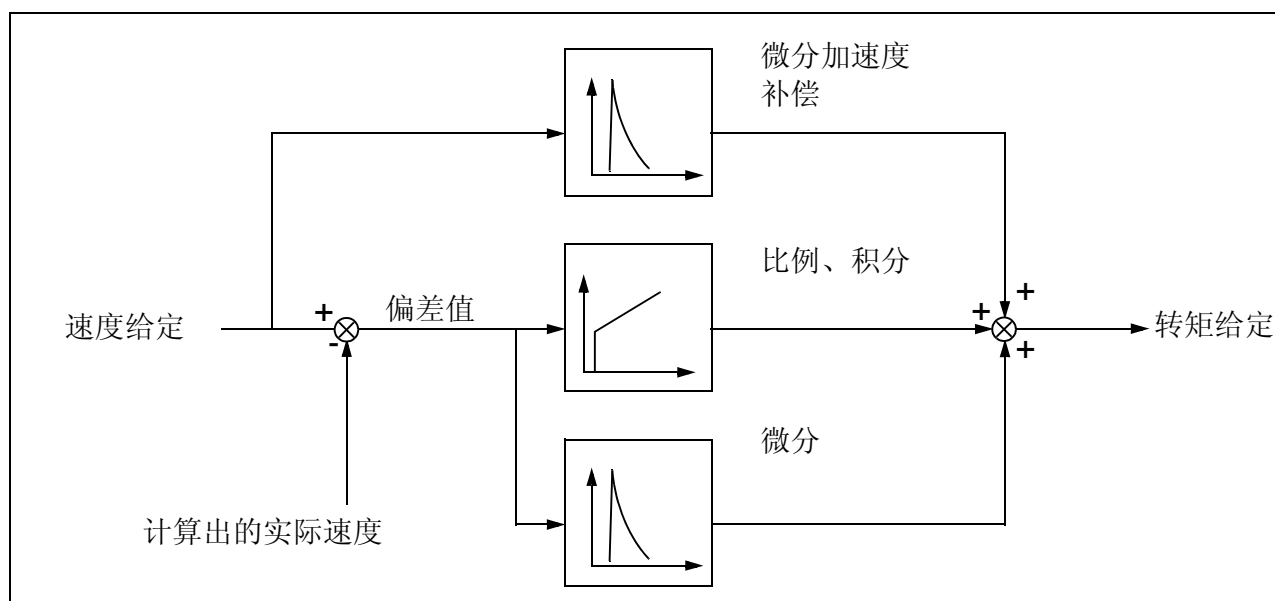 微分加速度
补偿
比例、积分
+
+
+
偏差值
速度给定
-
+
转矩给定
微分
计算出的实际速度